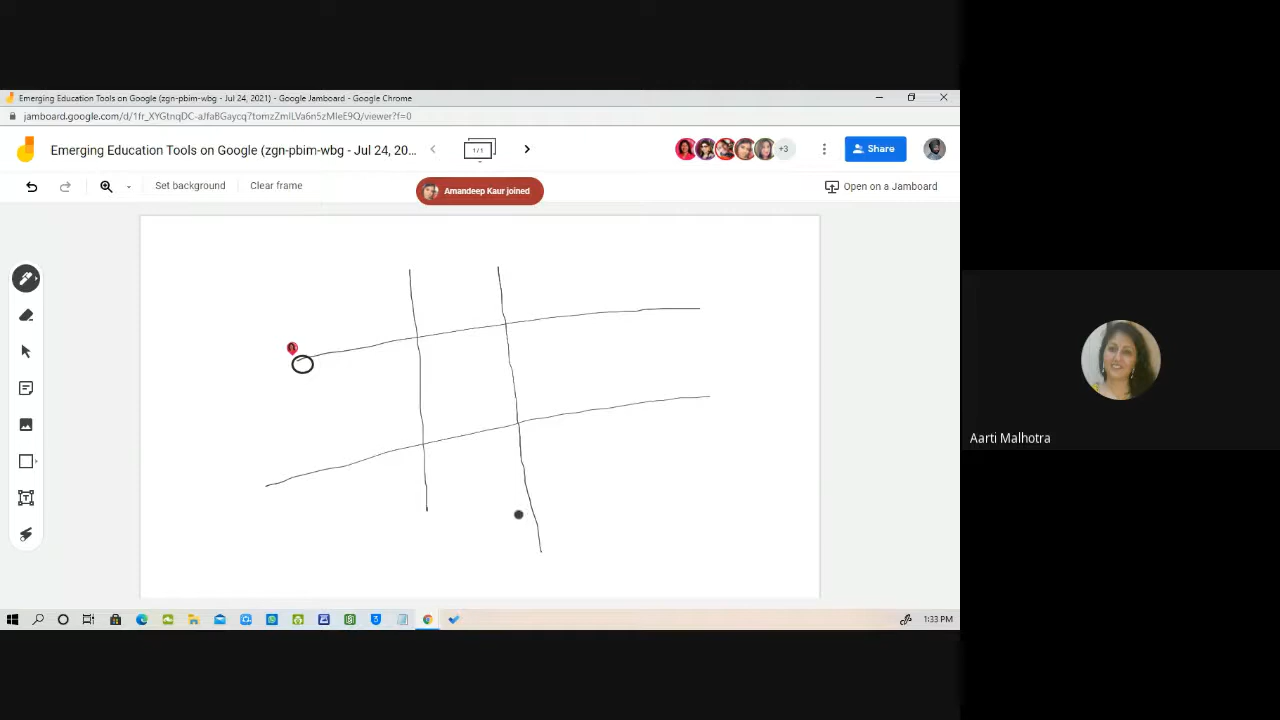 Emerging Education Tools on Google (zgn-pbim-wbg - Jul 24, 2021) - Google Jamboard - Google Chrome
Emerging Education Tools on Google (zgn-pbim-wbg - Jul 24, 20...
1/1
+3
Share
Set background
Clear frame
Amandeep Kaur joined
Open on a Jamboard
Aarti Malhotra
1:33 PM